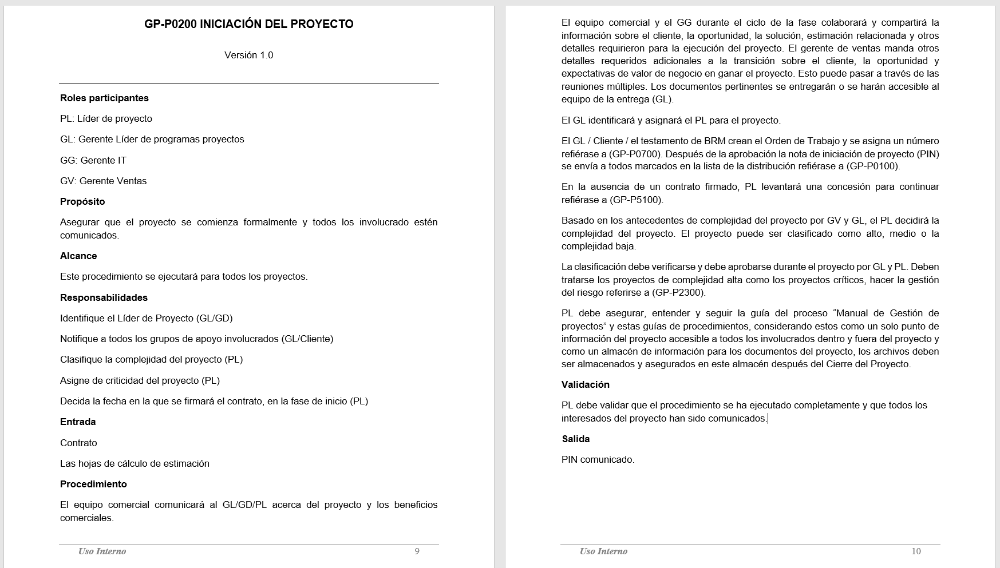 GP-P0200 INICIACIÓN DEL PROYECTO
Versión 1.0
Roles participantes
PL: Líder de proyecto
GL: Gerente Líder de programas proyectos
GG: Gerente IT
GV: Gerente Ventas
Propósito
Asegurar que el proyecto se comienza formalmente y todos los involucrado estén
comunicados.
Alcance
Este procedimiento se ejecutará para todos los proyectos.
Responsabilidades
Identifique el Líder de Proyecto (GL/GD)
Notifique a todos los grupos de apoyo involucrados (GL/Cliente)
Clasifique la complejidad del proyecto (PL)
Asigne de criticidad del proyecto (PL)
Decida la fecha en la que se firmará el contrato, en la fase de inicio (PL)
Entrada
Contrato
Las hojas de cálculo de estimación
Procedimiento
El equipo comercial comunicará al GL/GD/PL acerca del proyecto y los beneficios
comerciales.
Uso Interno 9
El equipo comercial y el GG durante el ciclo de la fase colaborará y compartirá la
información sobre el cliente, la oportunidad, la solución, estimación relacionada y otros
detalles requirieron para la ejecución del proyecto. El gerente de ventas manda otros
detalles requeridos adicionales a la transición sobre el cliente, la oportunidad y
expectativas de valor de negocio en ganar el proyecto. Esto puede pasar a través de las
reuniones múltiples. Los documentos pertinentes se entregarán o se harán accesible al
equipo de la entrega (GL).
El GL identificará y asignará el PL para el proyecto.
El GL / Cliente / el testamento de BRM crean el Orden de Trabajo y se asigna un número
refiérase a (GP-P0700). Después de la aprobación la nota de iniciación de proyecto (PIN)
se envía a todos marcados en la lista de la distribución refiérase a (GP-P0100).
En la ausencia de un contrato firmado, PL levantará una concesión para continuar
refiérase a (GP-P5100).
Basado en los antecedentes de complejidad del proyecto por GV y GL, el PL decidirá la
complejidad del proyecto. El proyecto puede ser clasificado como alto, medio o la
complejidad baja.
La clasificación debe verificarse y debe aprobarse durante el proyecto por GL y PL. Deben
tratarse los proyectos de complejidad alta como los proyectos críticos, hacer la gestión
del riesgo referirse a (GP-P2300).
PL debe asegurar, entender y seguir la guía del proceso “Manual de Gestión de
proyectos” y estas guías de procedimientos, considerando estos como un solo punto de
información del proyecto accesible a todos los involucrados dentro y fuera del proyecto y
como un almacén de información para los documentos del proyecto, los archivos deben
ser almacenados y asegurados en este almacén después del Cierre del Proyecto.
Validación
PL debe validar que el procedimiento se ha ejecutado completamente y que todos los
interesados del proyecto han sido comunicados.
Salida
PIN comunicado.
Uso Interno 10